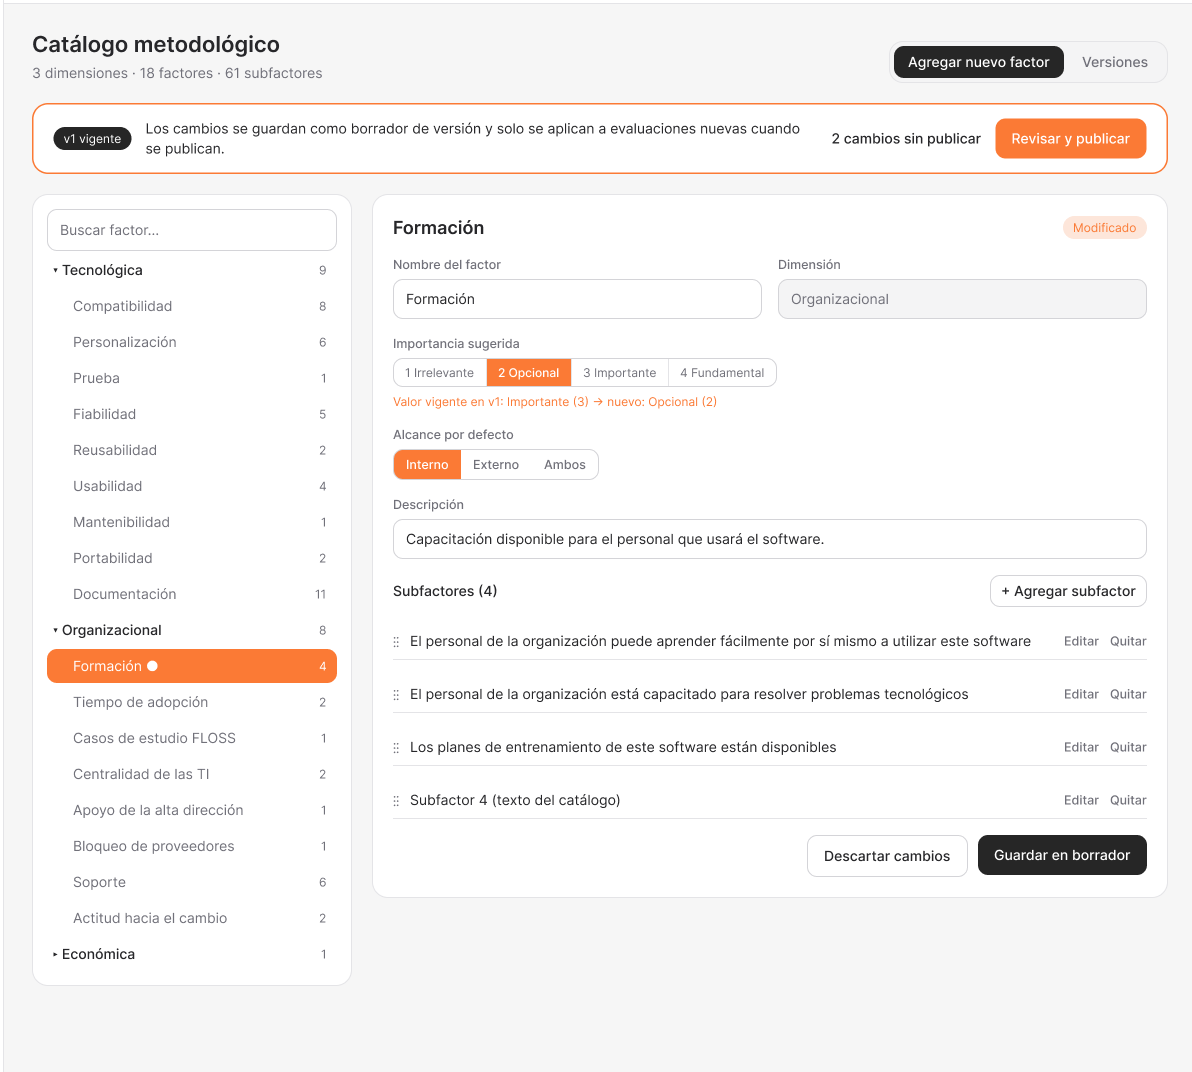 Catálogo metodológico
3 dimensiones · 18 factores · 61 subfactores
Agregar nuevo factor
Versiones
v1 vigente
Los cambios se guardan como borrador de versión y solo se aplican a evaluaciones nuevas cuando
se publican.
2 cambios sin publicar
Revisar y publicar
Buscar factor...
Tecnológica 9
Compatibilidad 8
Personalización 6
Prueba 1
Fiabilidad 5
Reusabilidad 2
Usabilidad 4
Mantenibilidad 1
Portabilidad 2
Documentación 11
Organizacional 8
Formación 4
Tiempo de adopción 2
Casos de estudio FLOSS 1
Centralidad de las TI 2
Apoyo de la alta dirección 1
Bloqueo de proveedores 1
Soporte 6
Actitud hacia el cambio 2
Económica 1
Formación
Modificado
Nombre del factor
Formación
Dimensión
Organizacional
Importancia sugerida
1 Irrelevante 2 Opcional 3 Importante 4 Fundamental
Valor vigente en v1: Importante (3) → nuevo: Opcional (2)
Alcance por defecto
Interno Externo Ambos
Descripción
Capacitación disponible para el personal que usará el software.
Subfactores (4)
+ Agregar subfactor
El personal de la organización puede aprender fácilmente por sí mismo a utilizar este software Editar Quitar
El personal de la organización está capacitado para resolver problemas tecnológicos Editar Quitar
Los planes de entrenamiento de este software están disponibles Editar Quitar
Subfactor 4 (texto del catálogo) Editar Quitar
Descartar cambios
Guardar en borrador